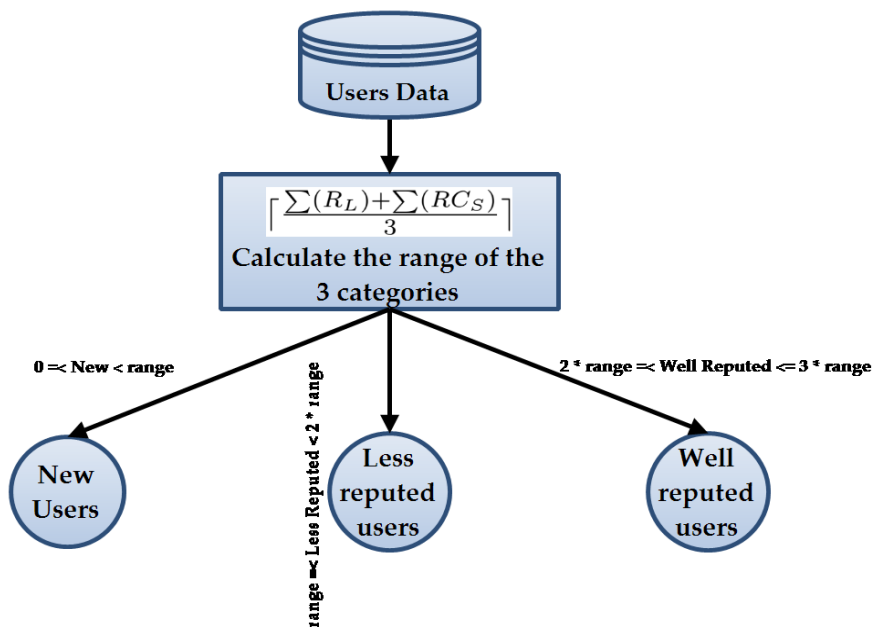 Users Data
⌈ ∑(R_L)+∑(RC_S) / 3 ⌉
Calculate the range of the
3 categories
0 =< New < range
range =< Less Reputed < 2 * range
2 * range =< Well Reputed <= 3 * range
New
Users
Less
reputed
users
Well
reputed
users